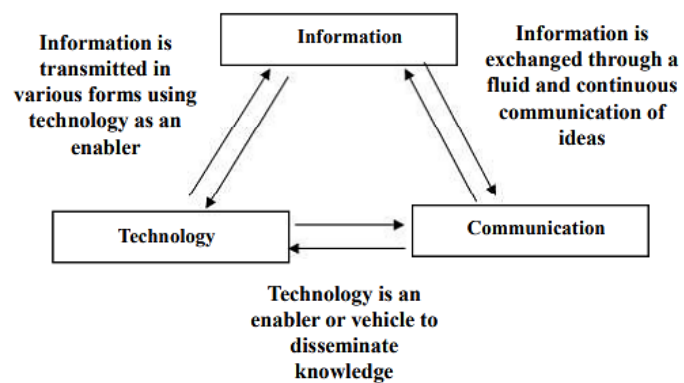 Information
Information is
transmitted in
various forms using
technology as an
enabler
Information is
exchanged through a
fluid and continuous
communication of
ideas
Technology
Communication
Technology is an
enabler or vehicle to
disseminate
knowledge